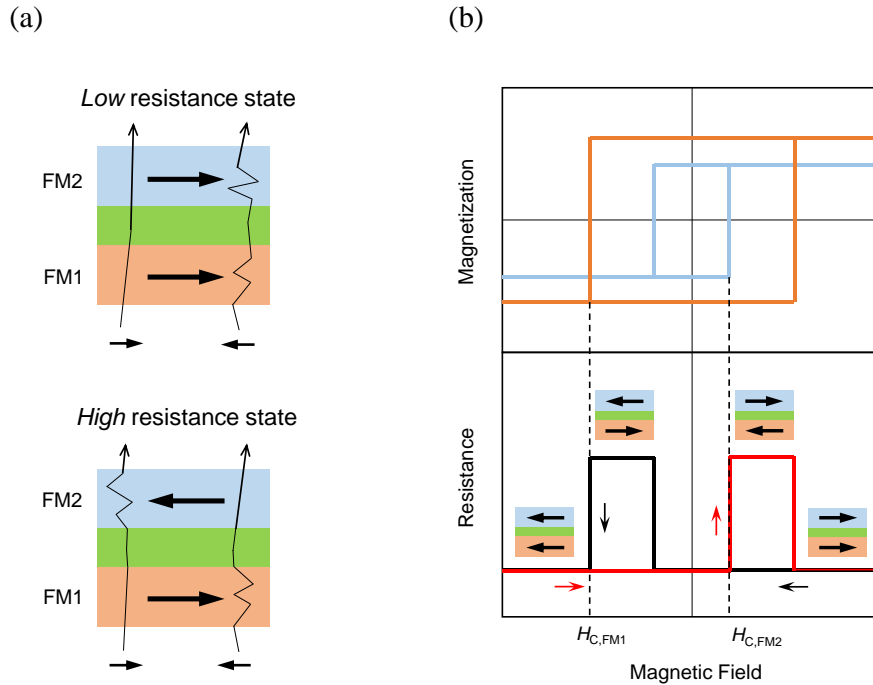 (a)
Low resistance state
FM2
FM1
High resistance state
FM2
FM1
(b)
Magnetization
Resistance
H_C,FM1
H_C,FM2
Magnetic Field